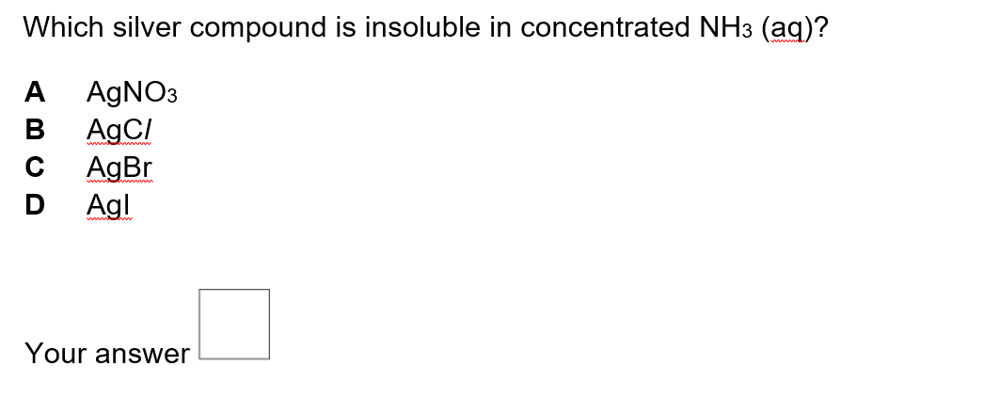 Which silver compound is insoluble in concentrated NH3 (aq)?
A AgNO3
B AgCl
C AgBr
D AgI
Your answer